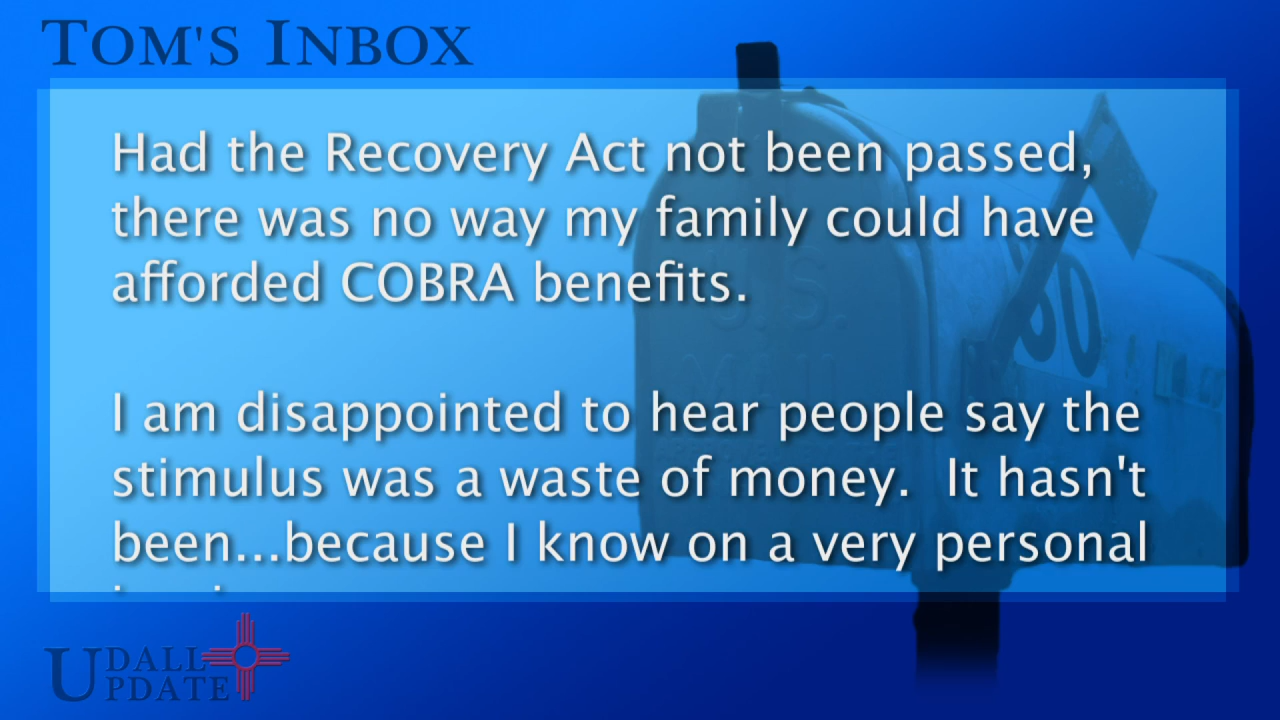 TOM'S INBOX
Had the Recovery Act not been passed,
there was no way my family could have
afforded COBRA benefits.
I am disappointed to hear people say the
stimulus was a waste of money.  It hasn't
been...because I know on a very personal
U.S.
MAIL
80
UDALL
UPDATE